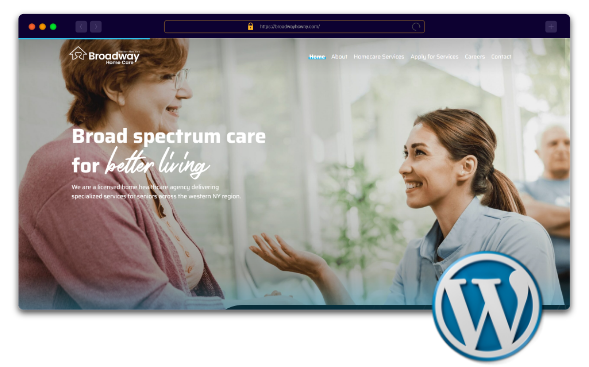 https://broadwayhcwny.com/
Broadway
Home Care
Home About Homecare Services Apply for Services Careers Contact
Broad spectrum care
for better living
We are a licensed home healthcare agency delivering
specialized services for seniors across the western NY region.
W